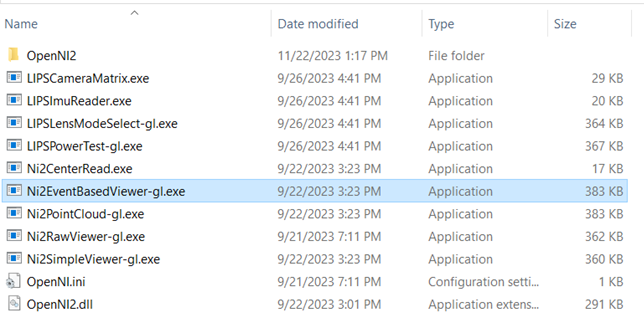 Name Date modified Type Size
OpenNI2 11/22/2023 1:17 PM File folder
LIPSCameraMatrix.exe 9/26/2023 4:41 PM Application 29 KB
LIPSImuReader.exe 9/26/2023 4:41 PM Application 20 KB
LIPSLensModeSelect-gl.exe 9/26/2023 4:41 PM Application 364 KB
LIPSPowerTest-gl.exe 9/26/2023 4:41 PM Application 367 KB
Ni2CenterRead.exe 9/22/2023 3:23 PM Application 17 KB
Ni2EventBasedViewer-gl.exe 9/22/2023 3:23 PM Application 383 KB
Ni2PointCloud-gl.exe 9/22/2023 3:23 PM Application 383 KB
Ni2RawViewer-gl.exe 9/21/2023 7:11 PM Application 362 KB
Ni2SimpleViewer-gl.exe 9/22/2023 3:23 PM Application 360 KB
OpenNI.ini 9/21/2023 7:11 PM Configuration setti... 1 KB
OpenNI2.dll 9/22/2023 3:01 PM Application extens... 291 KB